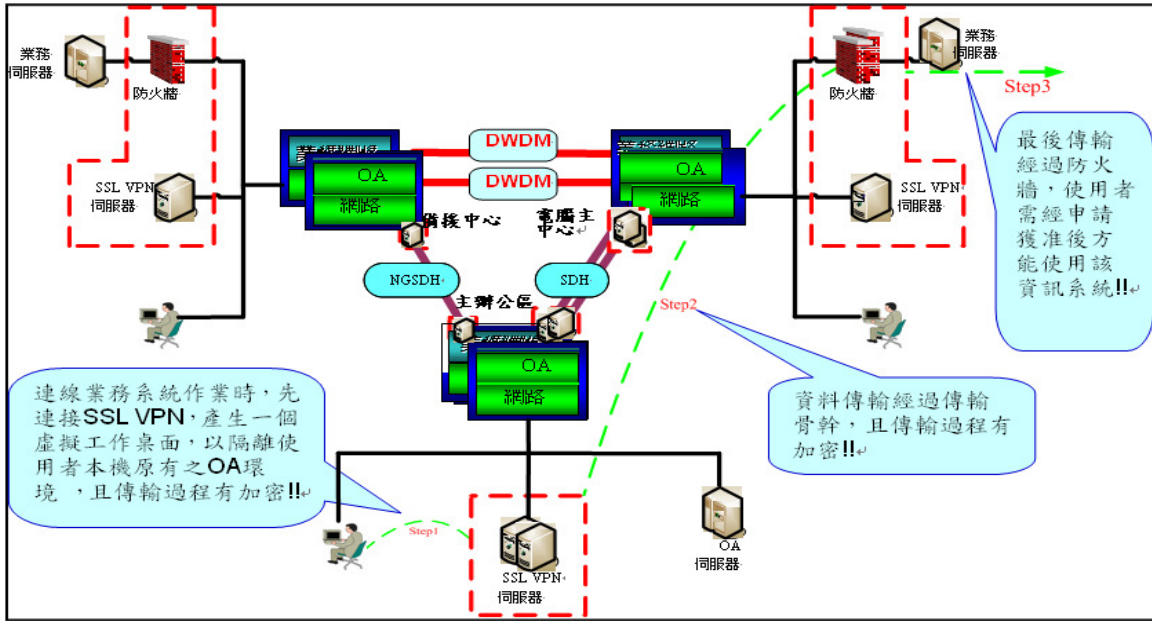 業務
伺服器
防火牆
SSL VPN
伺服器
DWDM
DWDM
OA
網路
OA
網路
備援中心
電腦主
中心
NGSDH
SDH
主辦公區
OA
網路
防火牆
業務
伺服器
Step3
SSL VPN
伺服器
最後傳輸
經過防火
牆，使用者
需經申請
獲准後方
能使用該
資訊系統!!
Step2
連線業務系統作業時，先
連接SSL VPN，產生一個
虛擬工作桌面，以隔離使
用者本機原有之OA環
境 ，且傳輸過程有加密!!
資料傳輸經過傳輸
骨幹，且傳輸過程有
加密!!
Step1
SSL VPN
伺服器
OA
伺服器